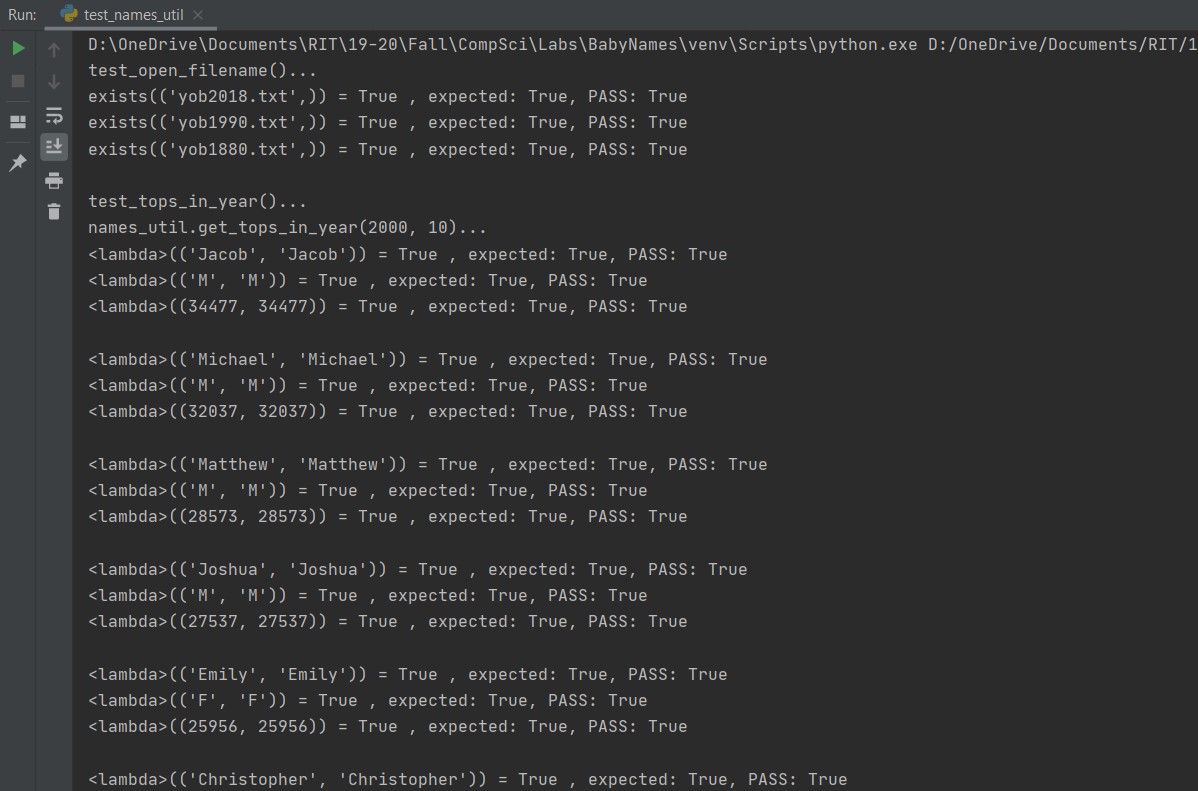 Run: test_names_util
D:\OneDrive\Documents\RIT\19-20\Fall\CompSci\Labs\BabyNames\venv\Scripts\python.exe D:/OneDrive/Documents/RIT/1
test_open_filename()...
exists(('yob2018.txt',)) = True , expected: True, PASS: True
exists(('yob1990.txt',)) = True , expected: True, PASS: True
exists(('yob1880.txt',)) = True , expected: True, PASS: True
test_tops_in_year()...
names_util.get_tops_in_year(2000, 10)...
<lambda>(('Jacob', 'Jacob')) = True , expected: True, PASS: True
<lambda>(('M', 'M')) = True , expected: True, PASS: True
<lambda>((34477, 34477)) = True , expected: True, PASS: True
<lambda>(('Michael', 'Michael')) = True , expected: True, PASS: True
<lambda>(('M', 'M')) = True , expected: True, PASS: True
<lambda>((32037, 32037)) = True , expected: True, PASS: True
<lambda>(('Matthew', 'Matthew')) = True , expected: True, PASS: True
<lambda>(('M', 'M')) = True , expected: True, PASS: True
<lambda>((28573, 28573)) = True , expected: True, PASS: True
<lambda>(('Joshua', 'Joshua')) = True , expected: True, PASS: True
<lambda>(('M', 'M')) = True , expected: True, PASS: True
<lambda>((27537, 27537)) = True , expected: True, PASS: True
<lambda>(('Emily', 'Emily')) = True , expected: True, PASS: True
<lambda>(('F', 'F')) = True , expected: True, PASS: True
<lambda>((25956, 25956)) = True , expected: True, PASS: True
<lambda>(('Christopher', 'Christopher')) = True , expected: True, PASS: True